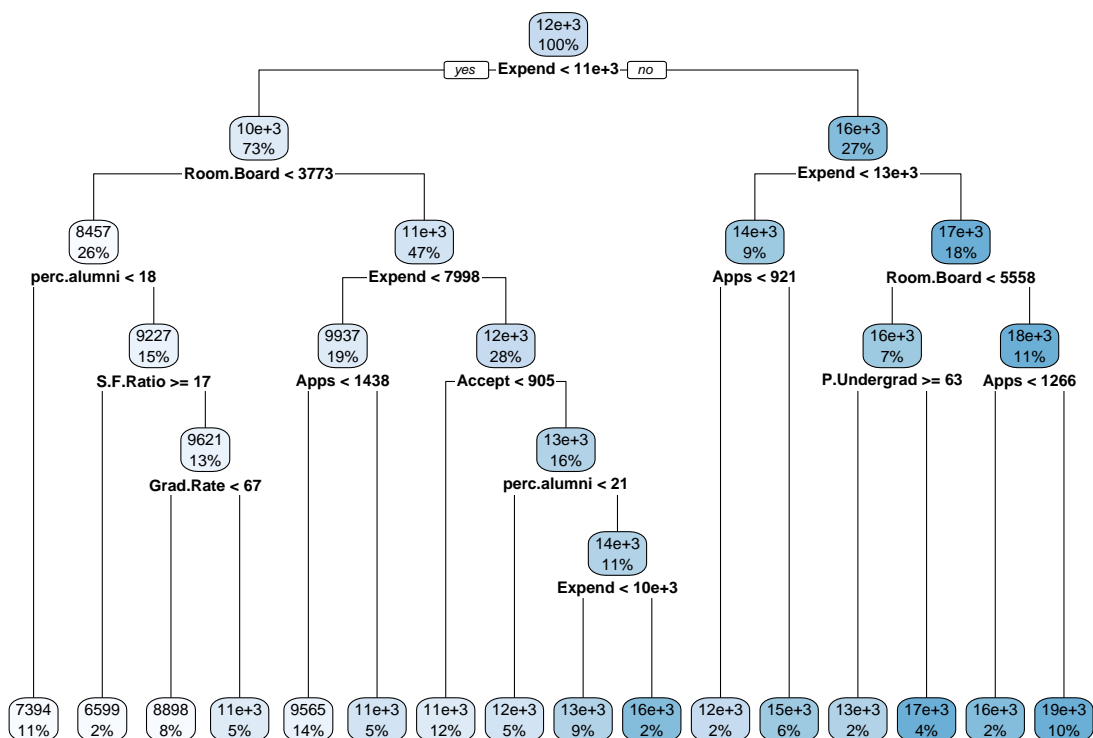 12e+3
100%
yes Expend < 11e+3 no
10e+3
73%
Room.Board < 3773
16e+3
27%
Expend < 13e+3
8457
26%
perc.alumni < 18
11e+3
47%
Expend < 7998
14e+3
9%
Apps < 921
17e+3
18%
Room.Board < 5558
9227
15%
S.F.Ratio >= 17
9937
19%
Apps < 1438
12e+3
28%
Accept < 905
16e+3
7%
P.Undergrad >= 63
18e+3
11%
Apps < 1266
9621
13%
Grad.Rate < 67
13e+3
16%
perc.alumni < 21
14e+3
11%
Expend < 10e+3
7394
11%
6599
2%
8898
8%
11e+3
5%
9565
14%
11e+3
5%
11e+3
12%
12e+3
5%
13e+3
9%
16e+3
2%
12e+3
2%
15e+3
6%
13e+3
2%
17e+3
4%
16e+3
2%
19e+3
10%